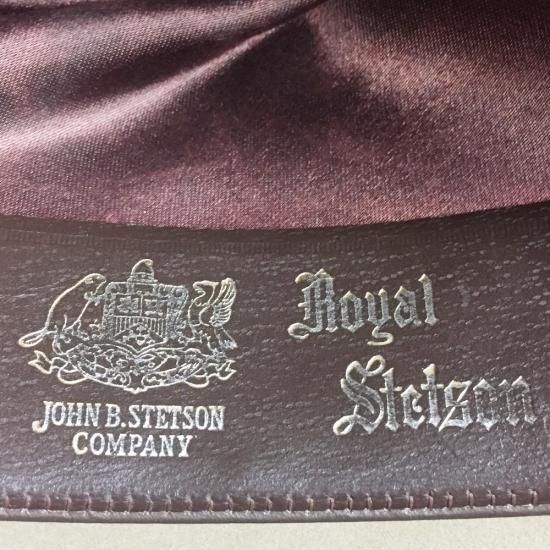 JOHN B. STETSON
COMPANY
Royal
Stetson